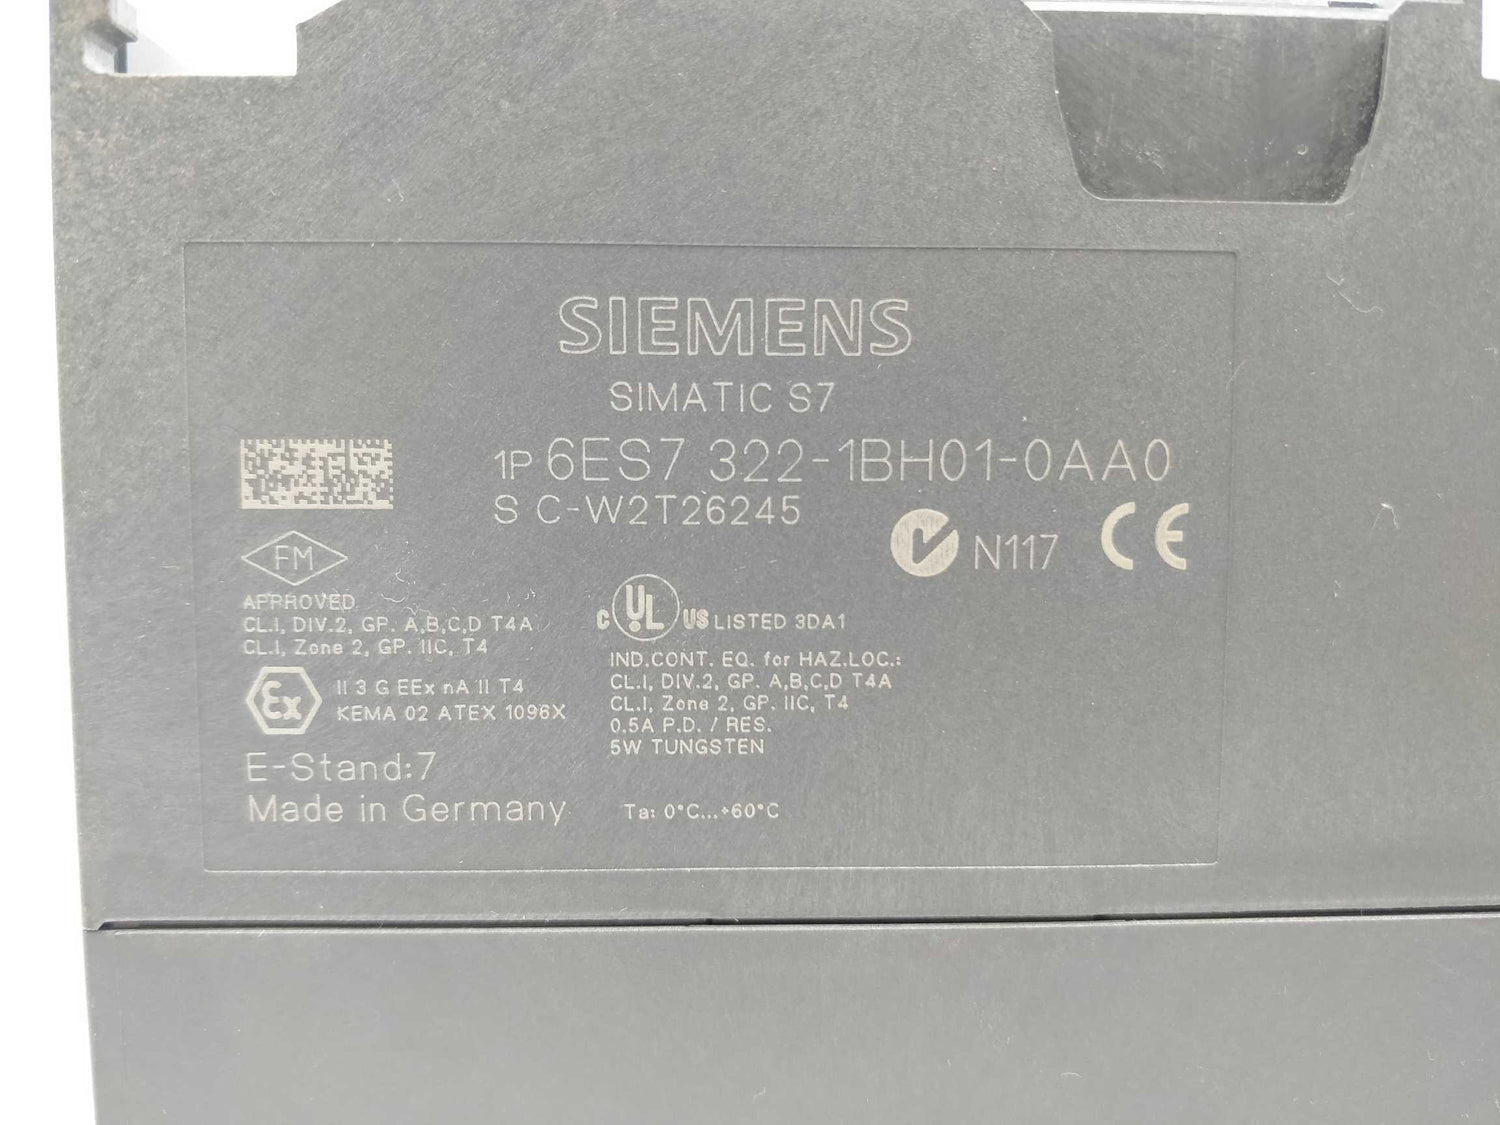 SIEMENS
SIMATIC S7
1P 6ES7 322-1BH01-0AA0
S C-W2T26245
N117 CE
FM
APPROVED
CL.I, DIV.2, GP. A,B,C,D T4A
CL.I, Zone 2, GP. IIC, T4
Ex II 3 G EEx nA II T4
KEMA 02 ATEX 1096X
E-Stand:7
Made in Germany
C UL US LISTED 3DA1
IND.CONT. EQ. for HAZ.LOC.:
CL.I, DIV.2, GP. A,B,C,D T4A
CL.I, Zone 2, GP. IIC, T4
0.5A P.D. / RES.
5W TUNGSTEN
Ta: 0°C...+60°C